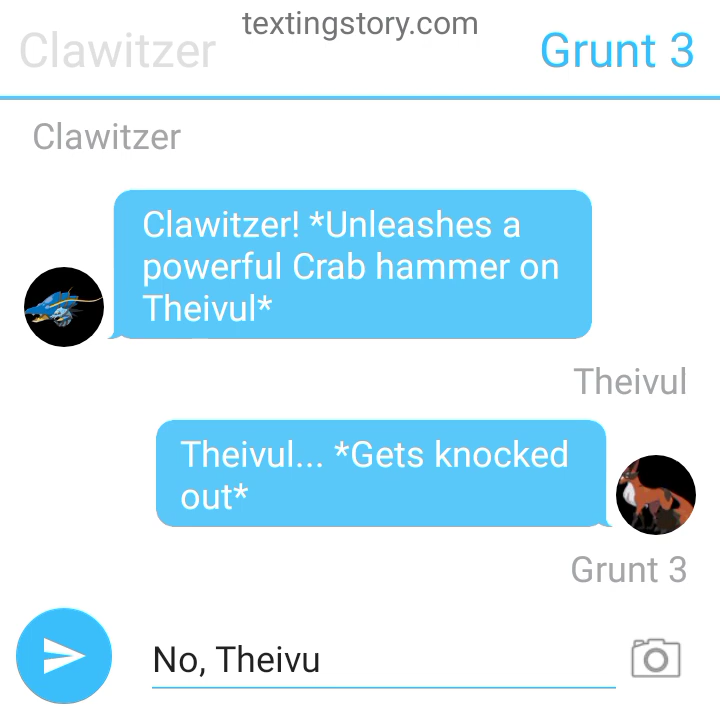 textingstory.com
Clawitzer
Grunt 3
Clawitzer
Clawitzer! *Unleashes a
powerful Crab hammer on
Theivul*
Theivul
Theivul... *Gets knocked
out*
Grunt 3
No, Theivu